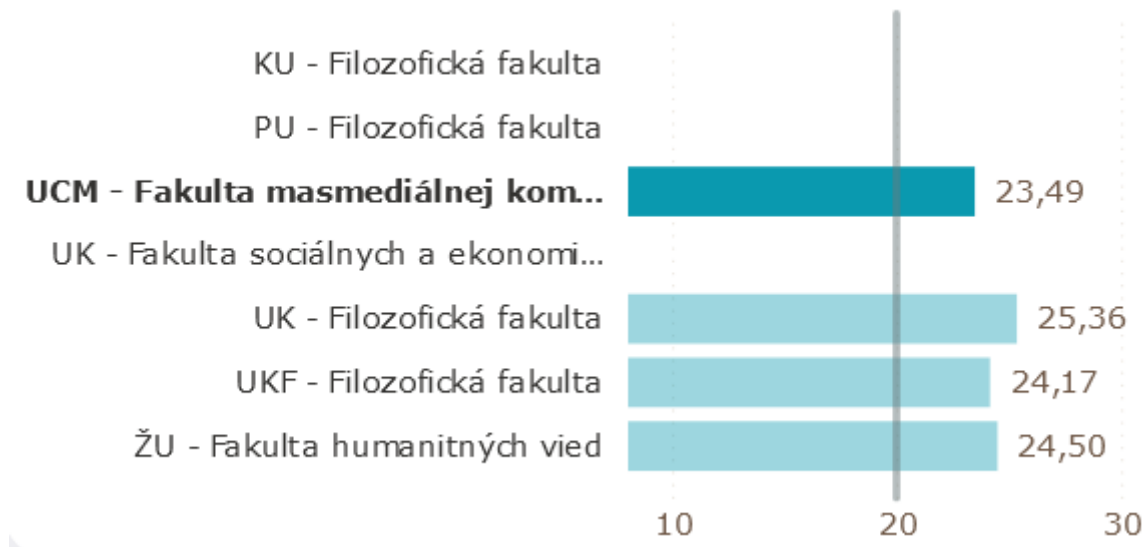 KU - Filozofická fakulta
PU - Filozofická fakulta
UCM - Fakulta masmediálnej kom... 23,49
UK - Fakulta sociálnych a ekonomi...
UK - Filozofická fakulta 25,36
UKF - Filozofická fakulta 24,17
ŽU - Fakulta humanitných vied 24,50
10 20 30